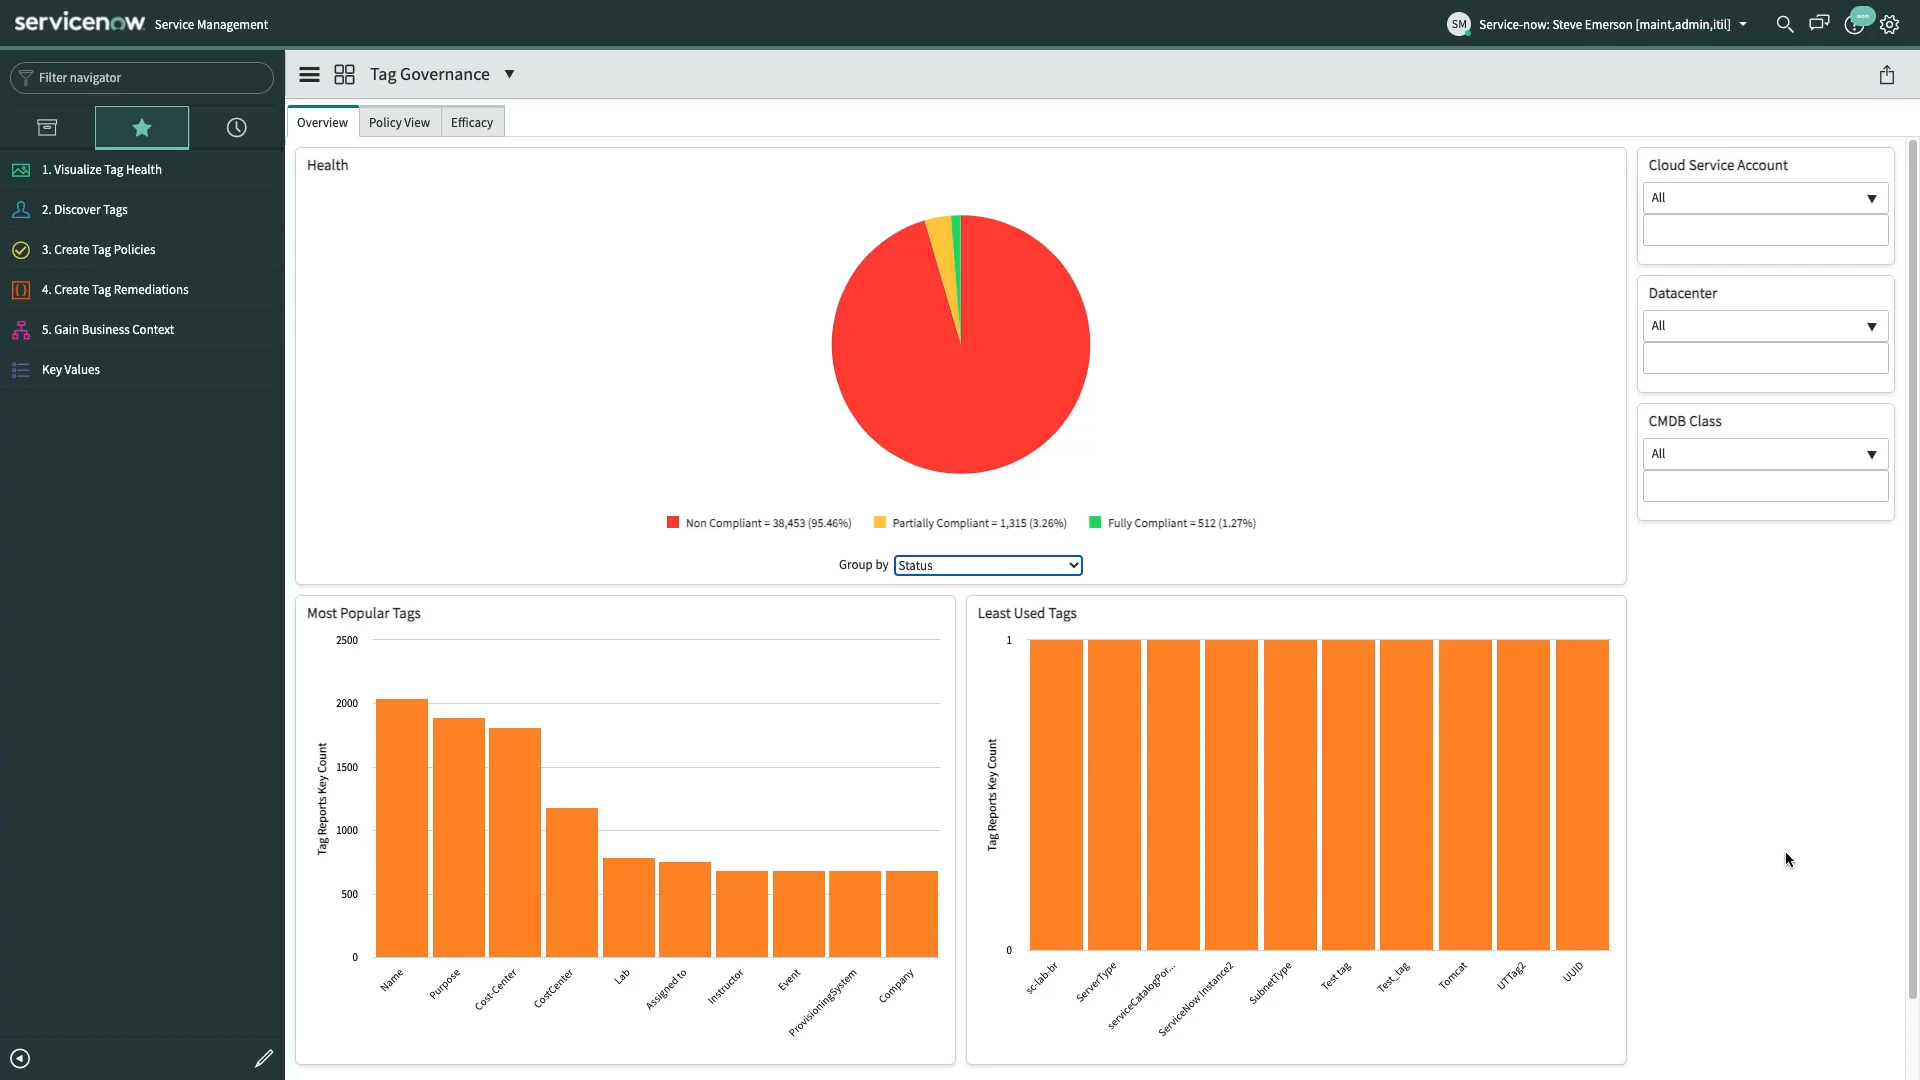 servicenow Service Management
SM Service-now: Steve Emerson [maint,admin,itil]
Filter navigator
1. Visualize Tag Health
2. Discover Tags
3. Create Tag Policies
4. Create Tag Remediations
5. Gain Business Context
Key Values
Tag Governance
Overview Policy View Efficacy
Health
Non Compliant = 38,453 (95.46%) Partially Compliant = 1,315 (3.26%) Fully Compliant = 512 (1.27%)
Group by Status
Cloud Service Account
All
Datacenter
All
CMDB Class
All
Most Popular Tags
2500
2000
1500
1000
500
0
Tag Reports Key Count
Name
Purpose
Cost-Center
CostCenter
Lab
Assigned to
Instructor
Event
ProvisioningSystem
Company
Least Used Tags
1
0
Tag Reports Key Count
sc-lab-br
ServerType
serviceCatalogPor...
ServiceNow Instance2
SubnetType
Test tag
Test_tag
Tomcat
UTTag2
UUID